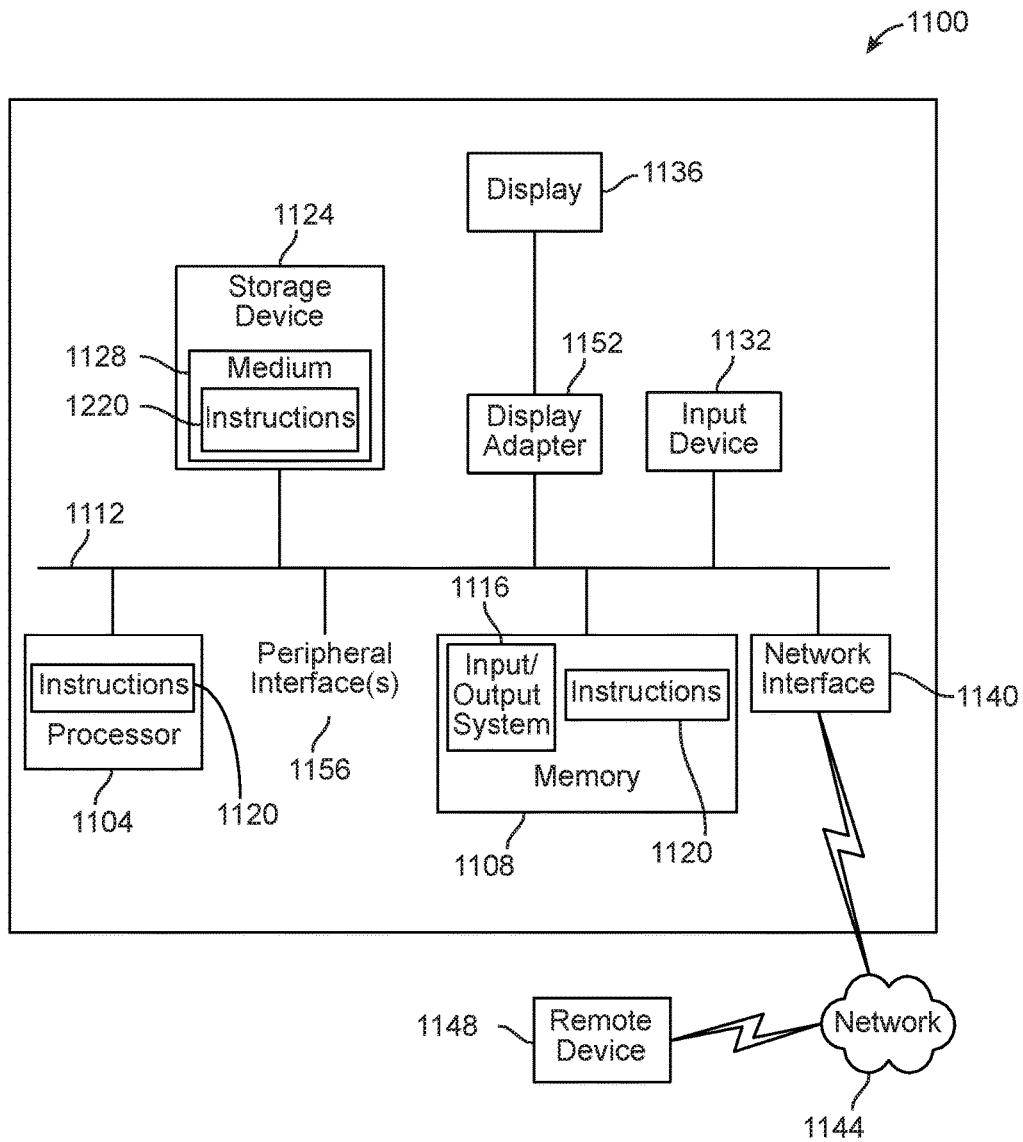 1100
Display
1136
1124
Storage
Device
1128
Medium
1220
Instructions
1152
Display
Adapter
1132
Input
Device
1112
1116
Instructions
Processor
1104
1120
Peripheral
Interface(s)
1156
Input/
Output
System
Instructions
Memory
1108
1120
Network
Interface
1140
1148
Remote
Device
Network
1144